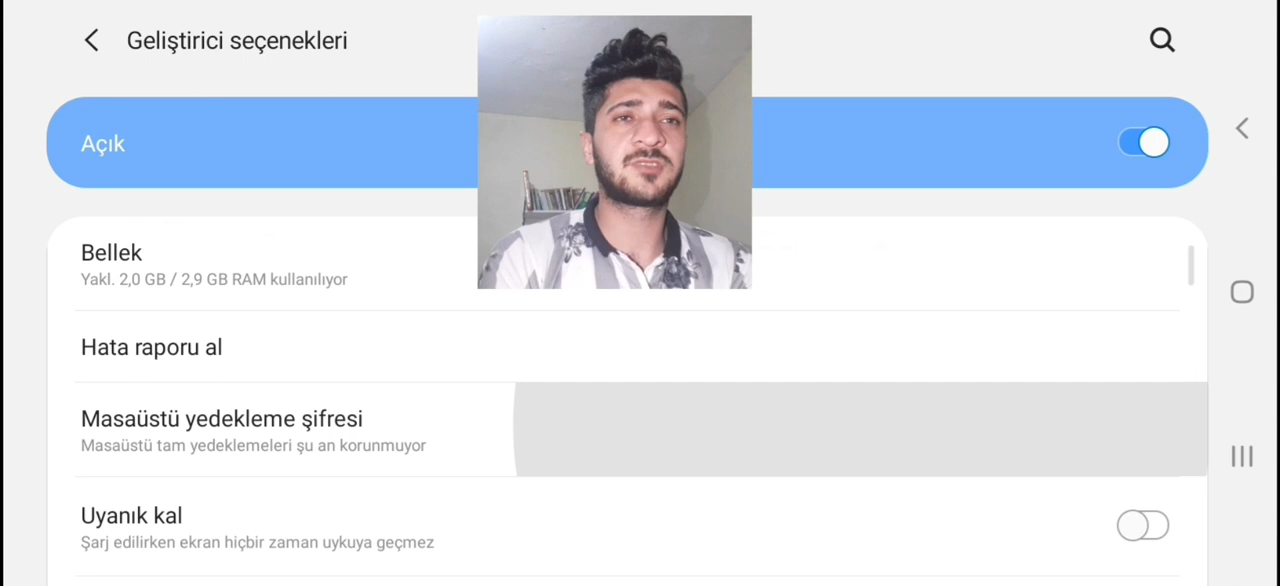 Geliştirici seçenekleri
Açık
Bellek
Yakl. 2,0 GB / 2,9 GB RAM kullanılıyor
Hata raporu al
Masaüstü yedekleme şifresi
Masaüstü tam yedeklemeleri şu an korunmuyor
Uyanık kal
Şarj edilirken ekran hiçbir zaman uykuya geçmez